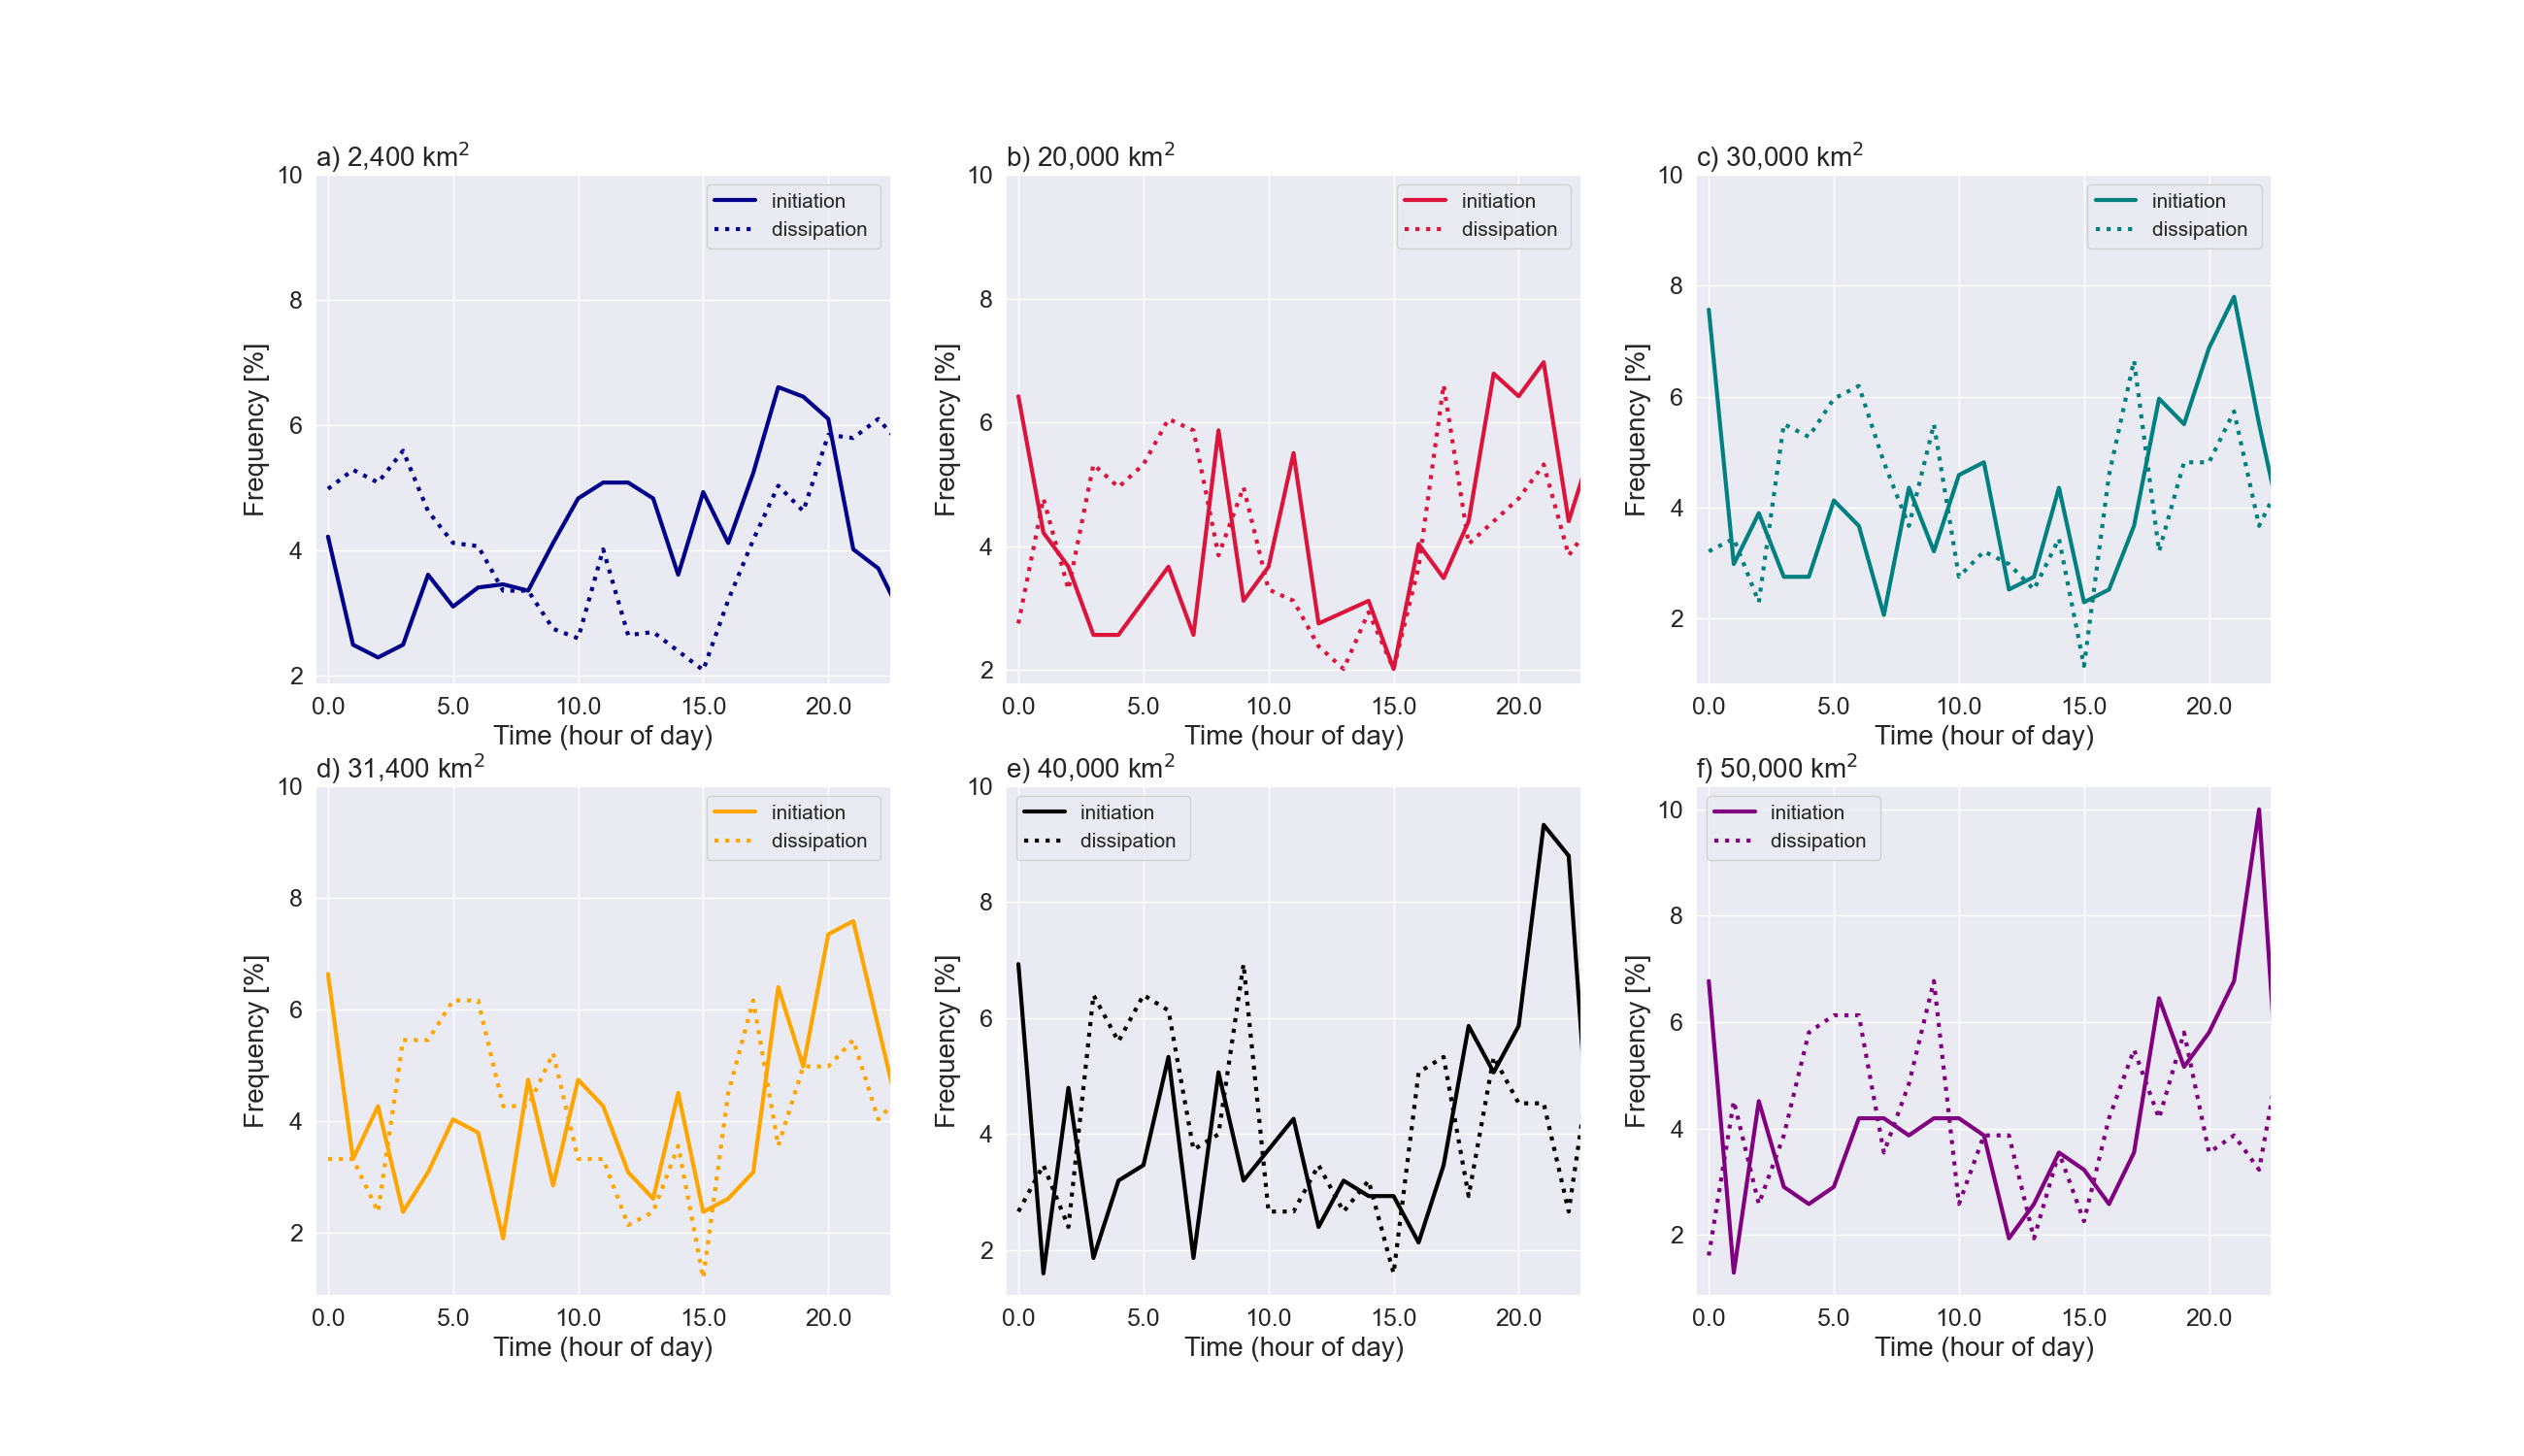 a) 2,400 km²
10
8
6
4
2
Frequency [%]
initiation
dissipation
0.0 5.0 10.0 15.0 20.0
Time (hour of day)
b) 20,000 km²
10
8
6
4
2
Frequency [%]
initiation
dissipation
0.0 5.0 10.0 15.0 20.0
Time (hour of day)
c) 30,000 km²
10
8
6
4
2
Frequency [%]
initiation
dissipation
0.0 5.0 10.0 15.0 20.0
Time (hour of day)
d) 31,400 km²
10
8
6
4
2
Frequency [%]
initiation
dissipation
0.0 5.0 10.0 15.0 20.0
Time (hour of day)
e) 40,000 km²
10
8
6
4
2
Frequency [%]
initiation
dissipation
0.0 5.0 10.0 15.0 20.0
Time (hour of day)
f) 50,000 km²
10
8
6
4
2
Frequency [%]
initiation
dissipation
0.0 5.0 10.0 15.0 20.0
Time (hour of day)